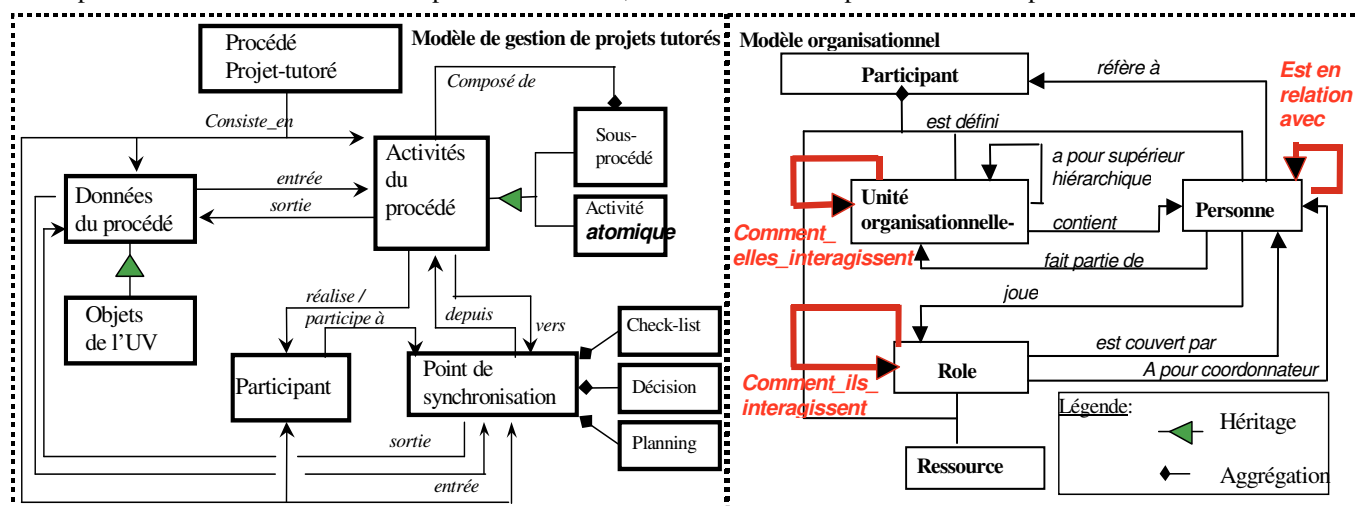 Modèle de gestion de projets tutorés
Procédé
Projet-tutoré
Composé de
Consiste_en
Sous-
procédé
Activités
du
procédé
Données
du procédé
entrée
sortie
Activité
atomique
Objets
de l'UV
réalise /
participe à
depuis
vers
Check-list
Participant
Point de
synchronisation
Décision
Planning
sortie
entrée
Modèle organisationnel
Participant
réfère à
Est en
relation
avec
est défini
a pour supérieur
hiérarchique
Unité
organisationnelle-
Personne
contient
Comment_
elles_interagissent
fait partie de
joue
Role
est couvert par
A pour coordonnateur
Comment_ils_
interagissent
Ressource
Légende:
Héritage
Aggrégation